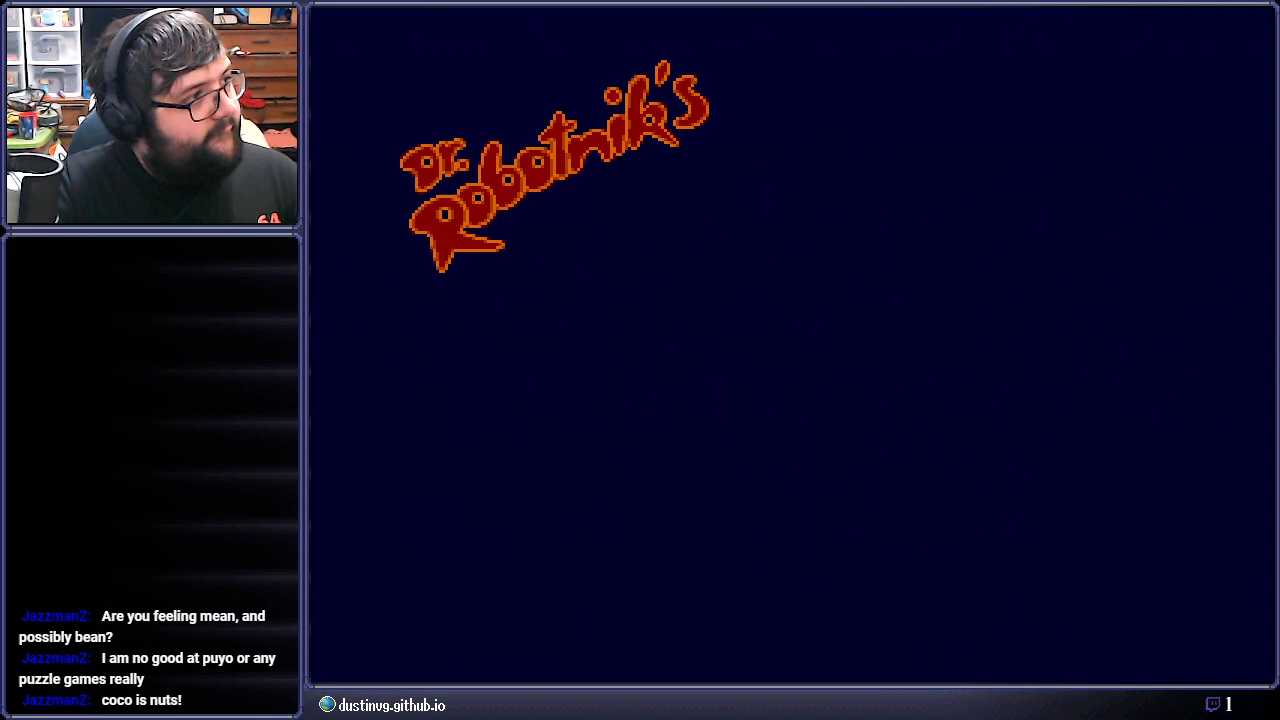 Dr.
Robotnik's
JazzmanZ: Are you feeling mean, and
possibly bean?
JazzmanZ: I am no good at puyo or any
puzzle games really
JazzmanZ: coco is nuts!
dustinvg.github.io
1